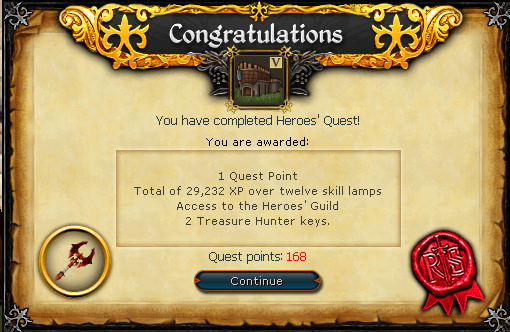 Congratulations
V
You have completed Heroes' Quest!
You are awarded:
1 Quest Point
Total of 29,232 XP over twelve skill lamps
Access to the Heroes' Guild
2 Treasure Hunter keys.
Quest points: 168
Continue